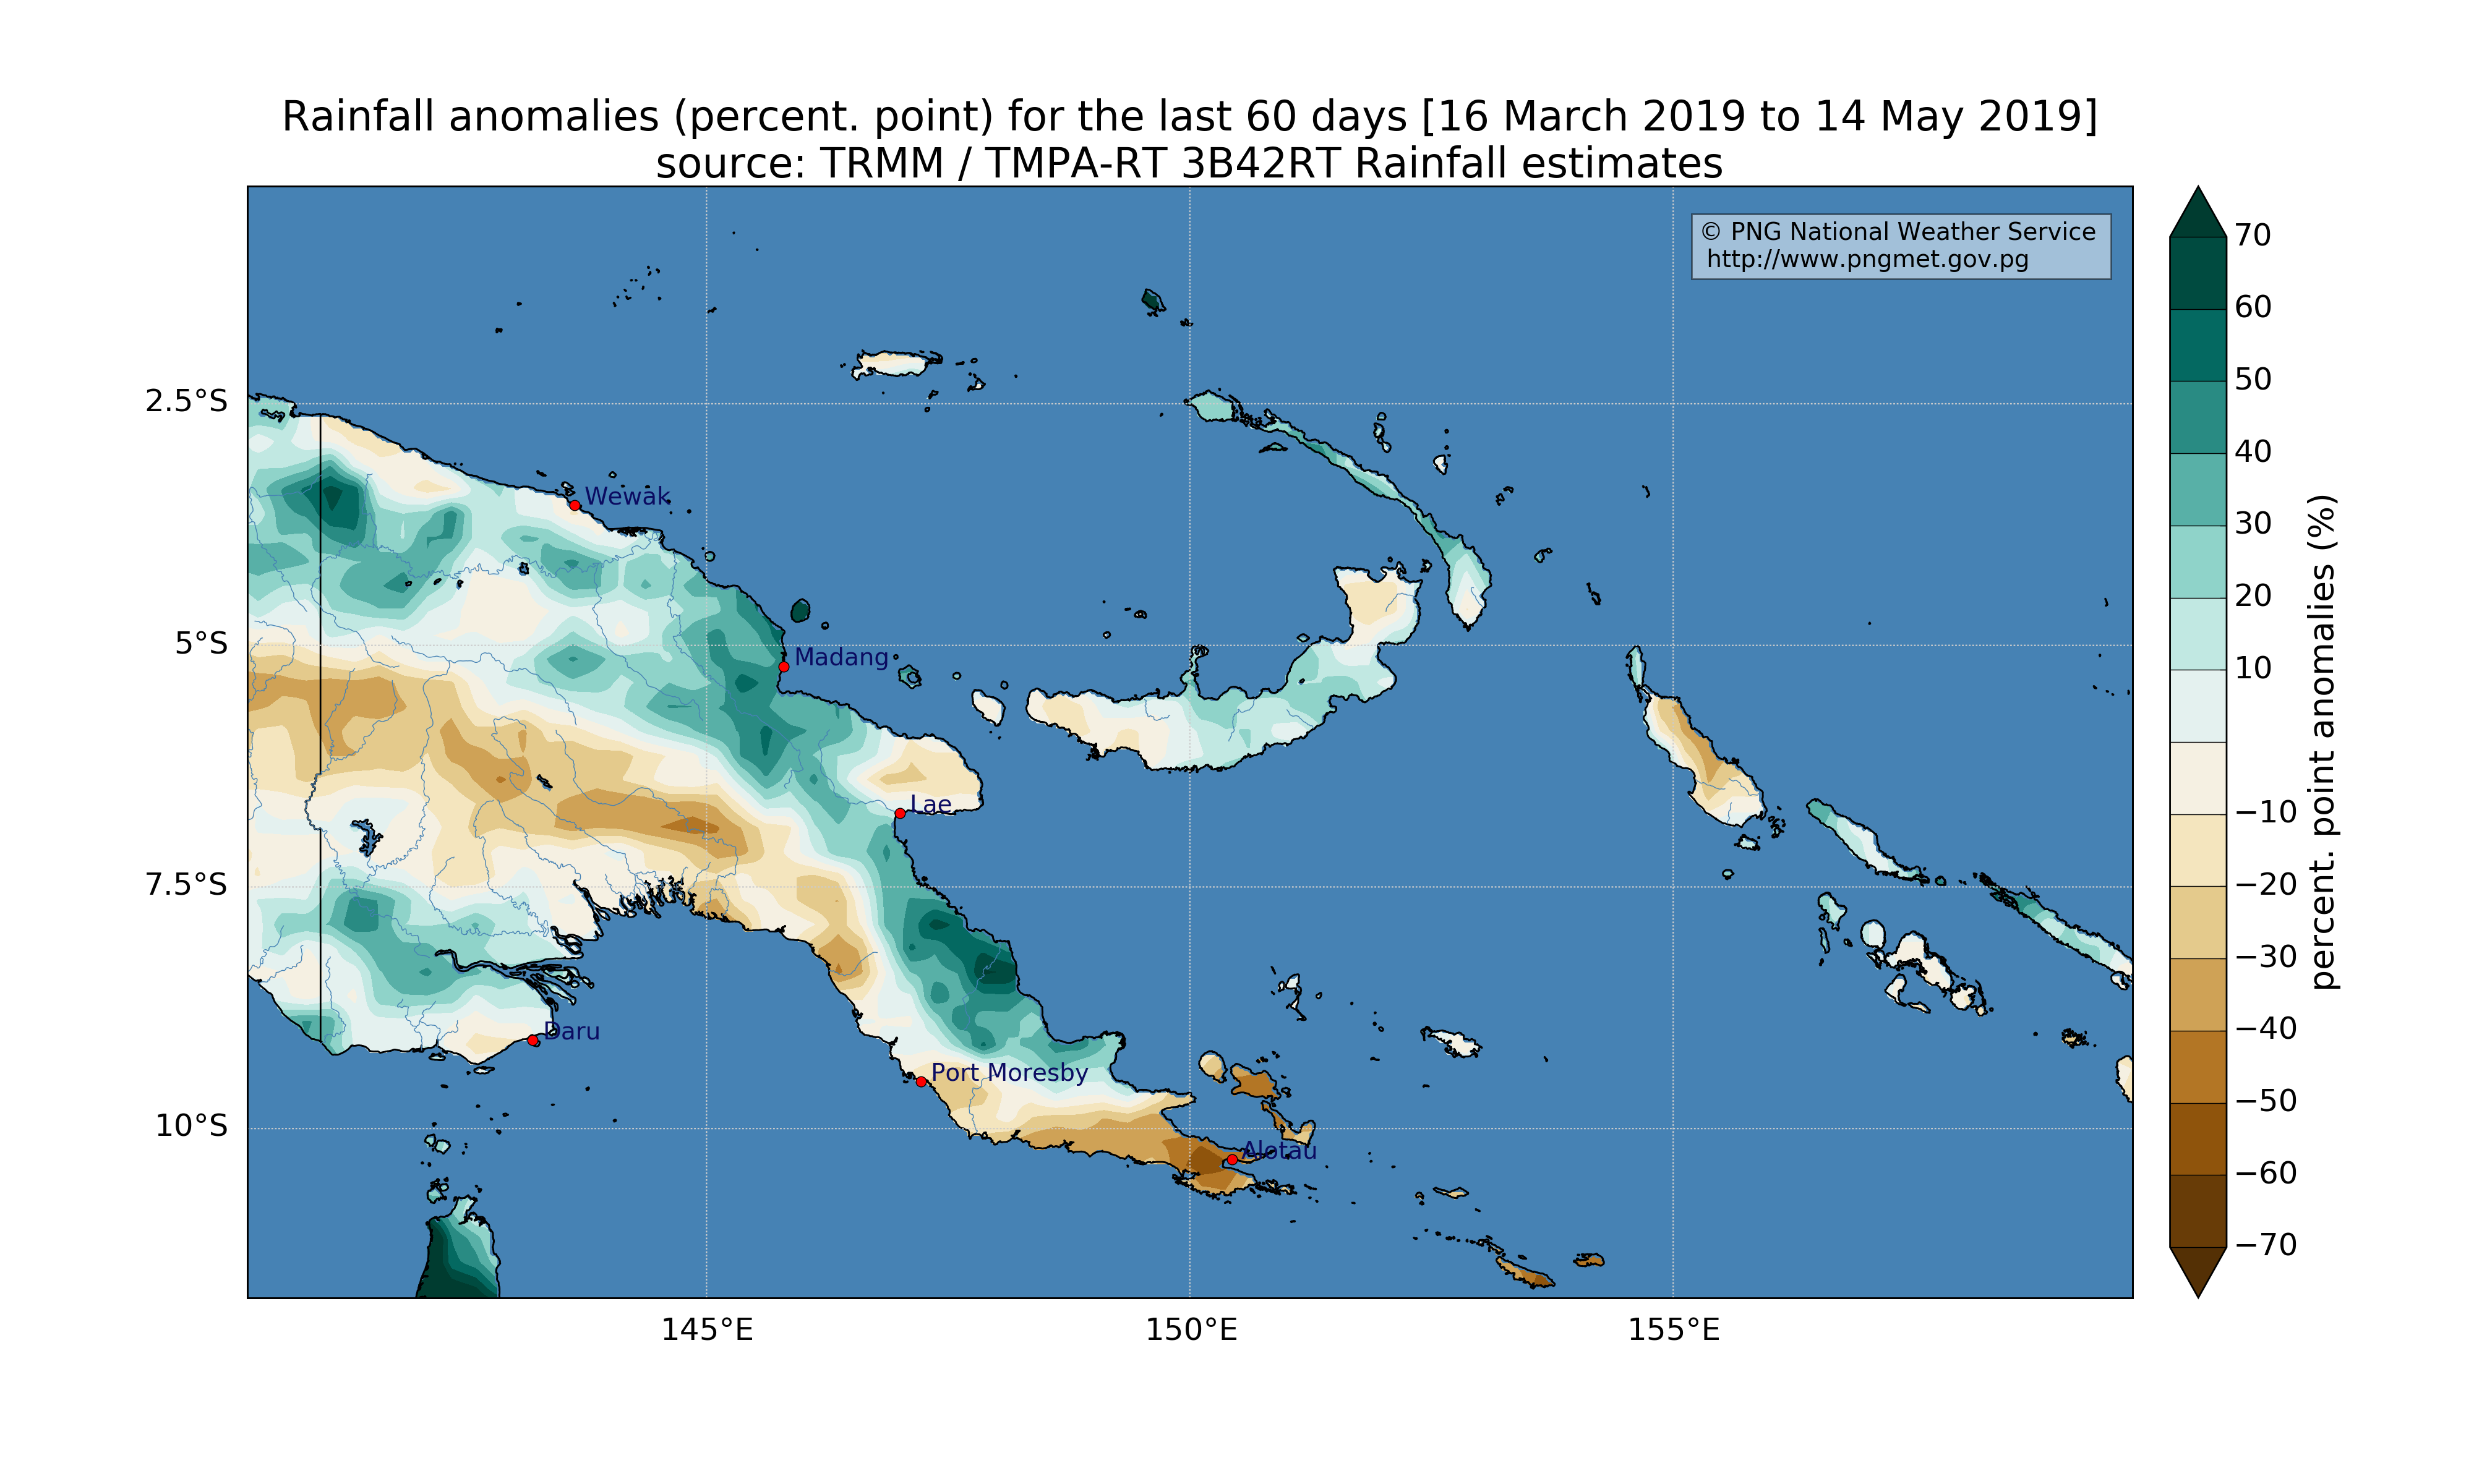 Rainfall anomalies (percent. point) for the last 60 days [16 March 2019 to 14 May 2019]
source: TRMM / TMPA-RT 3B42RT Rainfall estimates
© PNG National Weather Service
http://www.pngmet.gov.pg
2.5°S
5°S
7.5°S
10°S
Wewak
Madang
Lae
Daru
Port Moresby
Alotau
145°E
150°E
155°E
70
60
50
40
30
20
10
−10
−20
−30
−40
−50
−60
−70
percent. point anomalies (%)